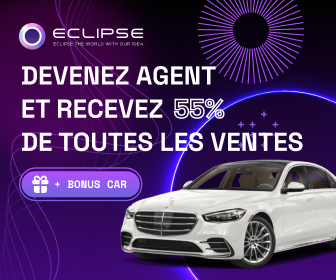 ECLIPSE
ECLIPSE THE WORLD WITH OUR IDEA
DEVENEZ AGENT
ET RECEVEZ 55%
DE TOUTES LES VENTES
+ BONUS CAR